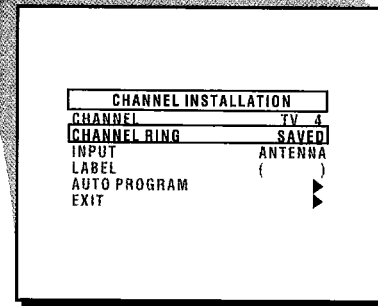 CHANNEL INSTALLATION
CHANNEL TV 4
CHANNEL RING SAVED
INPUT ANTENNA
LABEL ( )
AUTO PROGRAM ▶
EXIT ▶